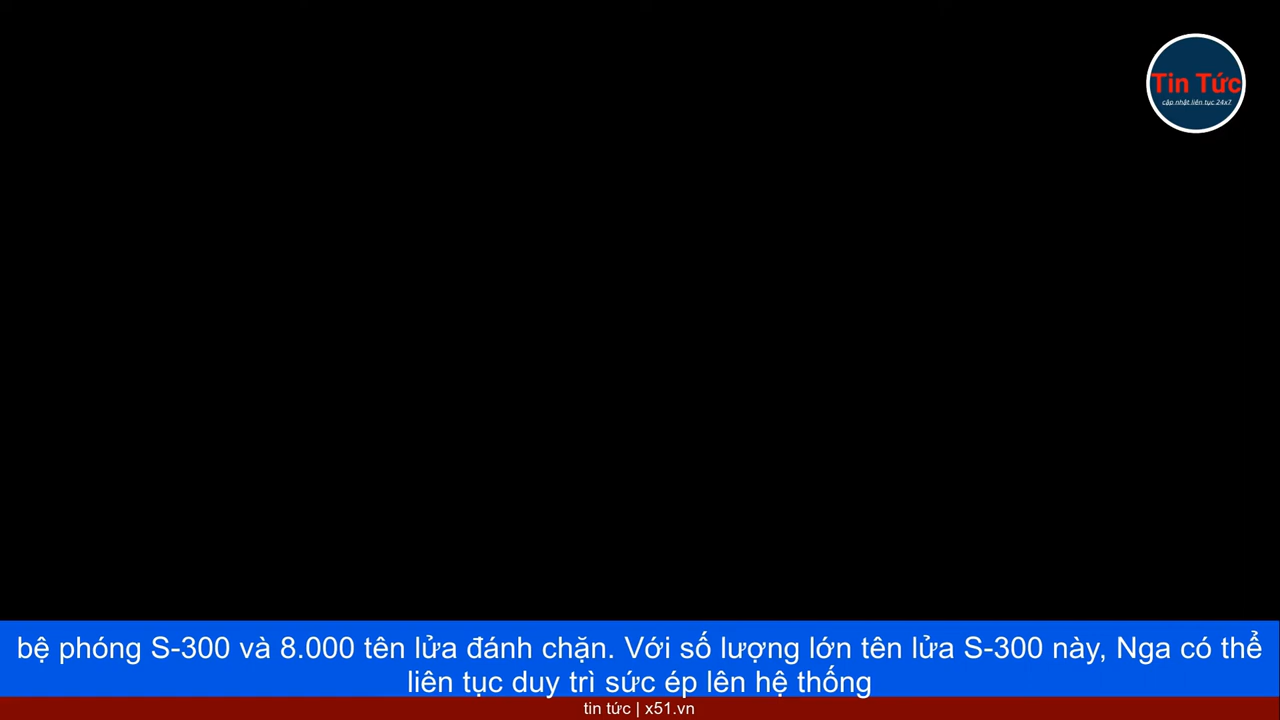 Tin Tức
cập nhật liên tục 24x7
bệ phóng S-300 và 8.000 tên lửa đánh chặn. Với số lượng lớn tên lửa S-300 này, Nga có thể
liên tục duy trì sức ép lên hệ thống
tin tức | x51.vn